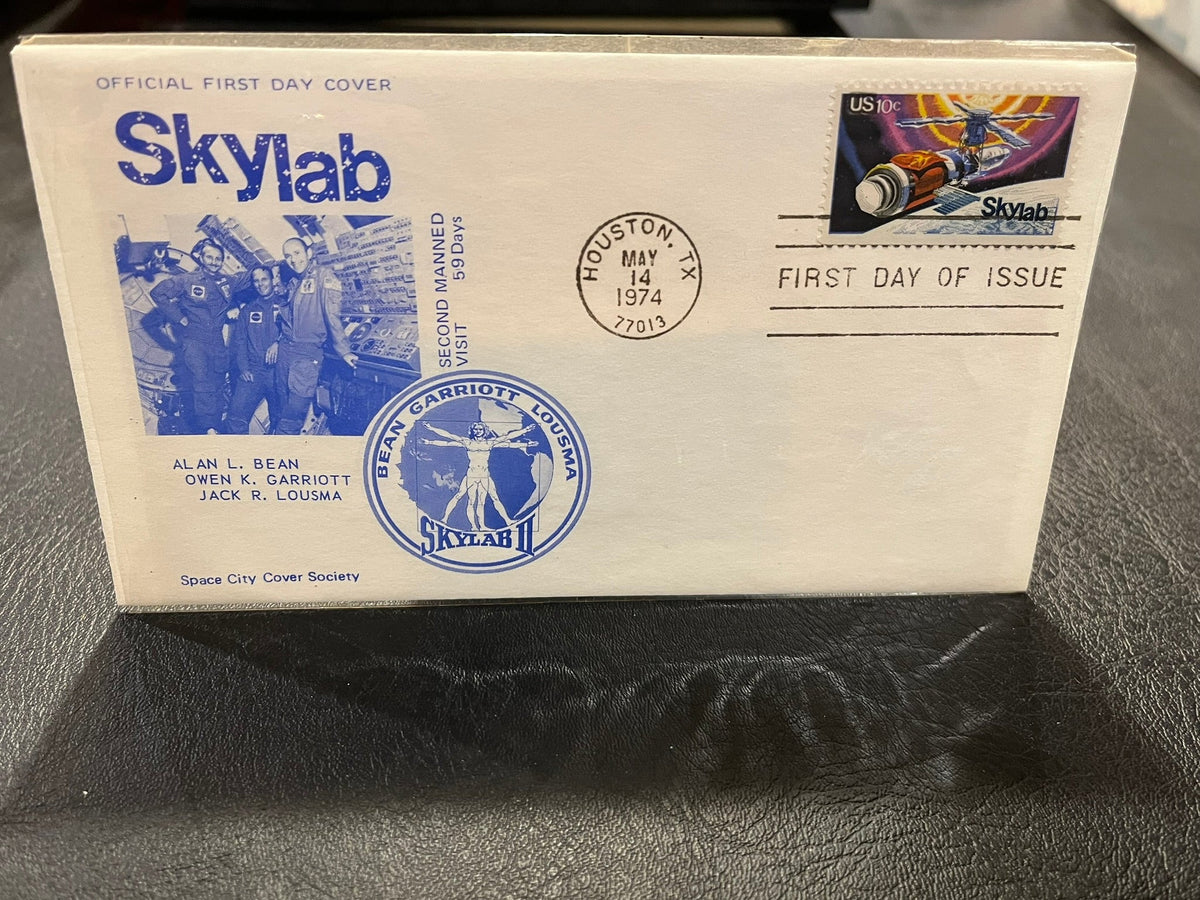 OFFICIAL FIRST DAY COVER
Skylab
SECOND MANNED
VISIT 59 Days
ALAN L. BEAN
OWEN K. GARRIOTT
JACK R. LOUSMA
BEAN GARRIOTT LOUSMA
SKYLAB II
Space City Cover Society
HOUSTON, TX
MAY
14
1974
77013
US 10c
Skylab
FIRST DAY OF ISSUE